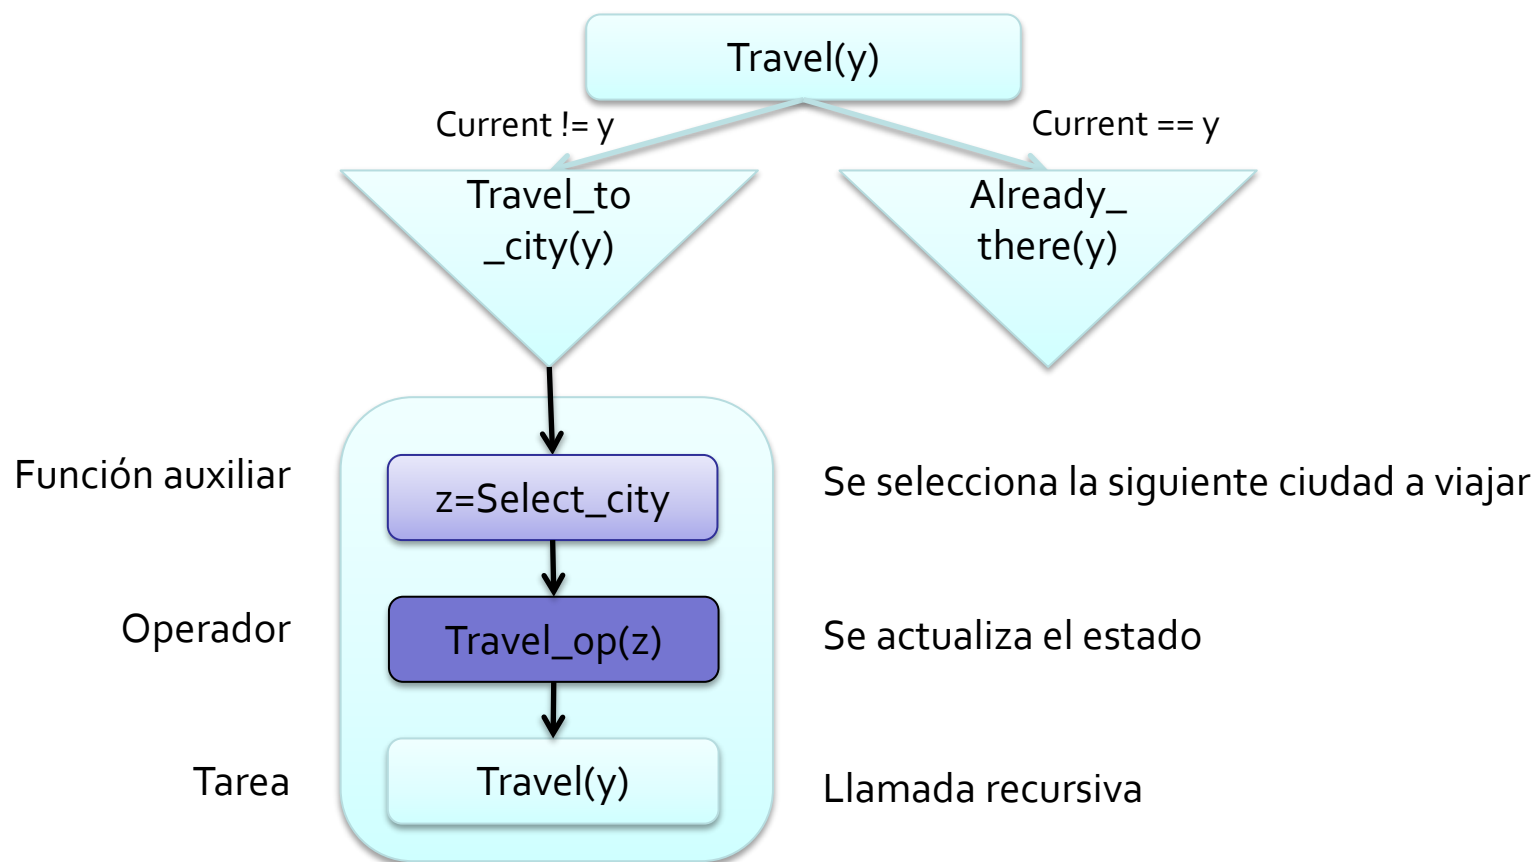 Travel(y)
Current != y
Current == y
Travel_to
_city(y)
Already_
there(y)
Función auxiliar
z=Select_city
Se selecciona la siguiente ciudad a viajar
Operador
Travel_op(z)
Se actualiza el estado
Tarea
Travel(y)
Llamada recursiva